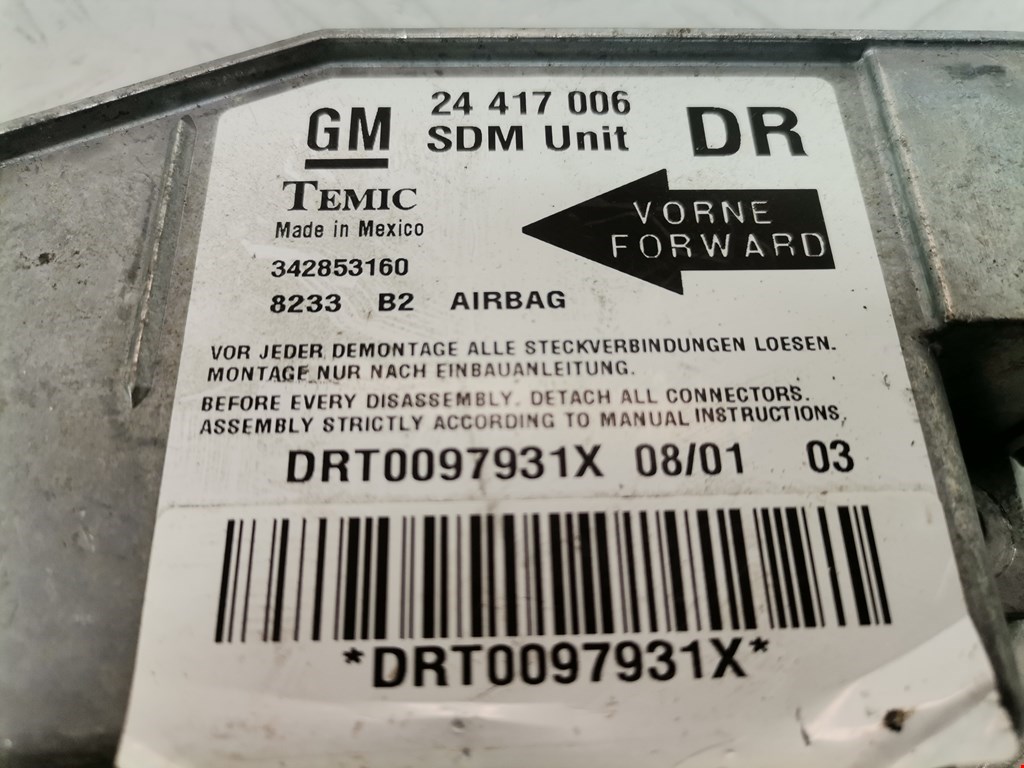 GM 24 417 006 DR
SDM Unit
TEMIC
Made in Mexico
VORNE
FORWARD
342853160
8233 B2 AIRBAG
VOR JEDER DEMONTAGE ALLE STECKVERBINDUNGEN LOESEN.
MONTAGE NUR NACH EINBAUANLEITUNG.
BEFORE EVERY DISASSEMBLY. DETACH ALL CONNECTORS.
ASSEMBLY STRICTLY ACCORDING TO MANUAL INSTRUCTIONS,
DRT0097931X 08/01 03
*DRT0097931X*